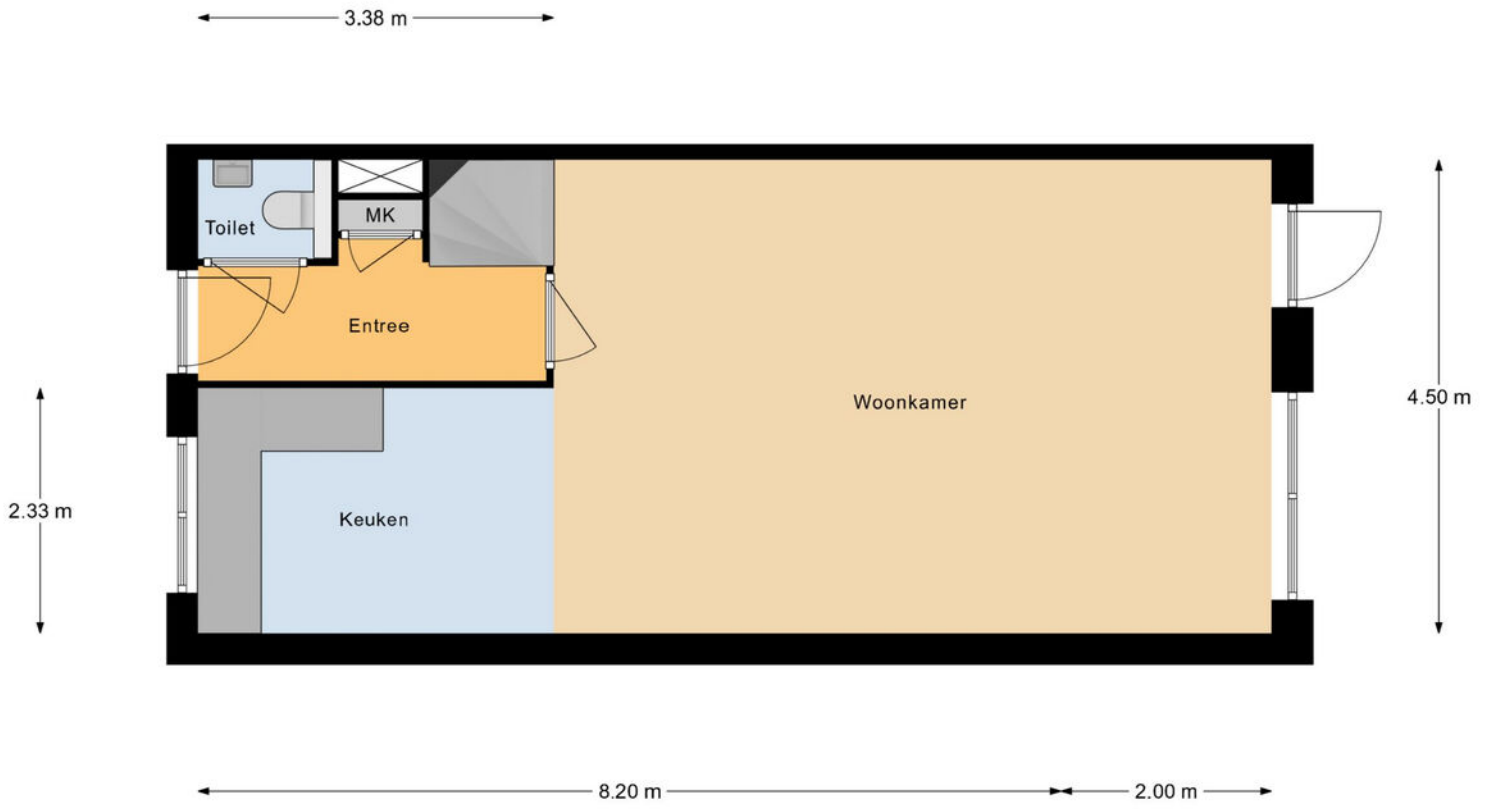 3.38 m
MK
Toilet
Entree
Woonkamer
4.50 m
2.33 m
Keuken
8.20 m
2.00 m